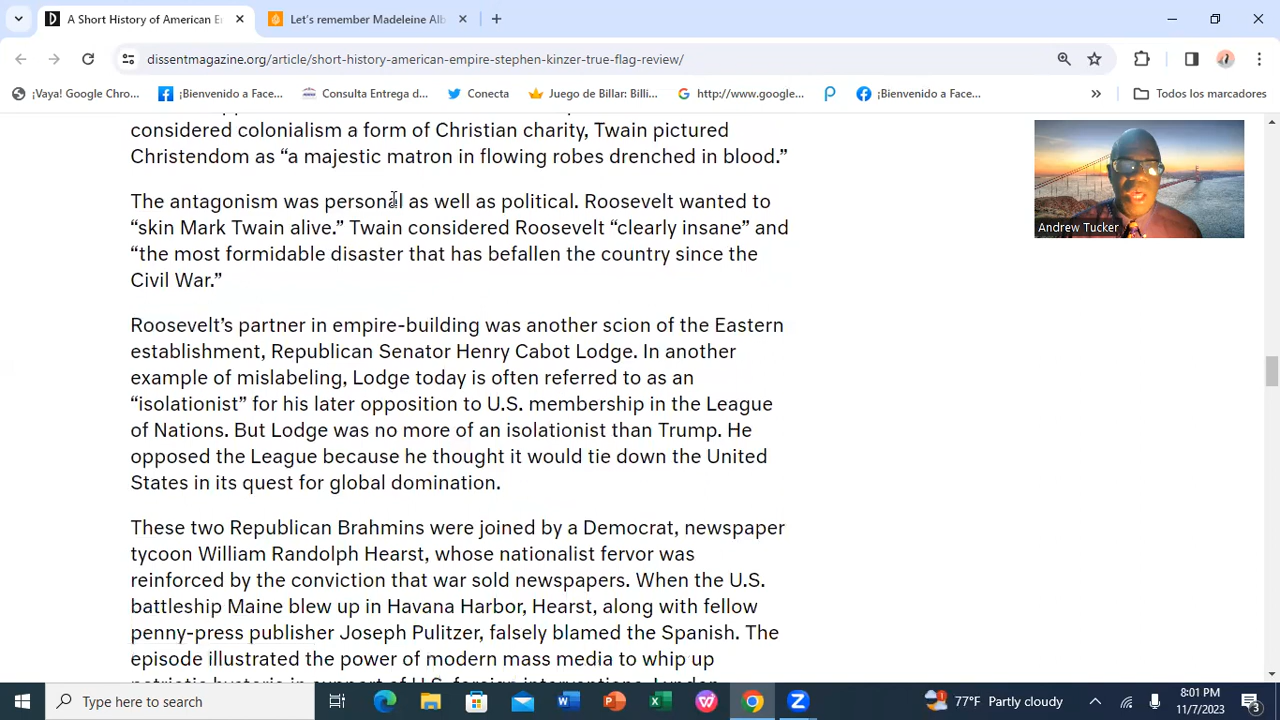 A Short History of American E
Let's remember Madeleine Alb
dissentmagazine.org/article/short-history-american-empire-stephen-kinzer-true-flag-review/
¡Vaya! Google Chro...
¡Bienvenido a Face...
Consulta Entrega d...
Conecta
Juego de Billar: Billi...
http://www.google...
¡Bienvenido a Face...
Todos los marcadores
considered colonialism a form of Christian charity, Twain pictured
Christendom as “a majestic matron in flowing robes drenched in blood.”
The antagonism was personal as well as political. Roosevelt wanted to
“skin Mark Twain alive.” Twain considered Roosevelt “clearly insane” and
“the most formidable disaster that has befallen the country since the
Civil War.”
Roosevelt’s partner in empire-building was another scion of the Eastern
establishment, Republican Senator Henry Cabot Lodge. In another
example of mislabeling, Lodge today is often referred to as an
“isolationist” for his later opposition to U.S. membership in the League
of Nations. But Lodge was no more of an isolationist than Trump. He
opposed the League because he thought it would tie down the United
States in its quest for global domination.
These two Republican Brahmins were joined by a Democrat, newspaper
tycoon William Randolph Hearst, whose nationalist fervor was
reinforced by the conviction that war sold newspapers. When the U.S.
battleship Maine blew up in Havana Harbor, Hearst, along with fellow
penny-press publisher Joseph Pulitzer, falsely blamed the Spanish. The
episode illustrated the power of modern mass media to whip up
Andrew Tucker
Type here to search
77°F Partly cloudy
8:01 PM
11/7/2023
3